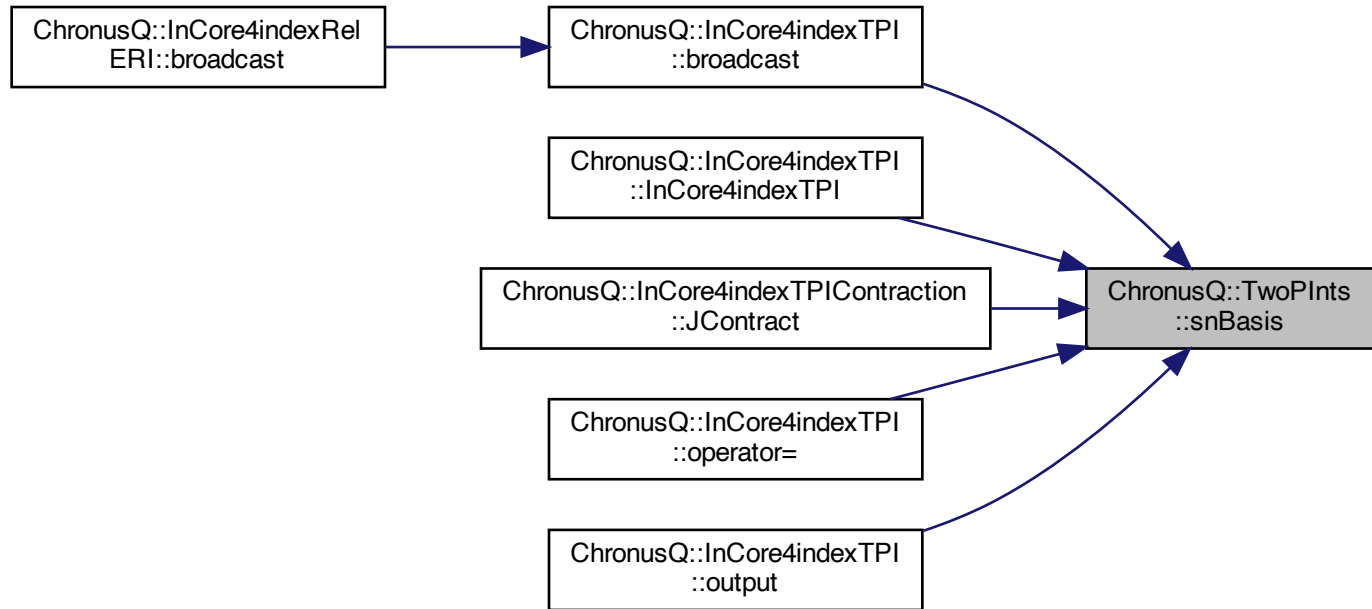 ChronusQ::InCore4indexRel
ERI::broadcast
ChronusQ::InCore4indexTPI
::broadcast
ChronusQ::InCore4indexTPI
::InCore4indexTPI
ChronusQ::InCore4indexTPIContraction
::JContract
ChronusQ::TwoPInts
::snBasis
ChronusQ::InCore4indexTPI
::operator=
ChronusQ::InCore4indexTPI
::output